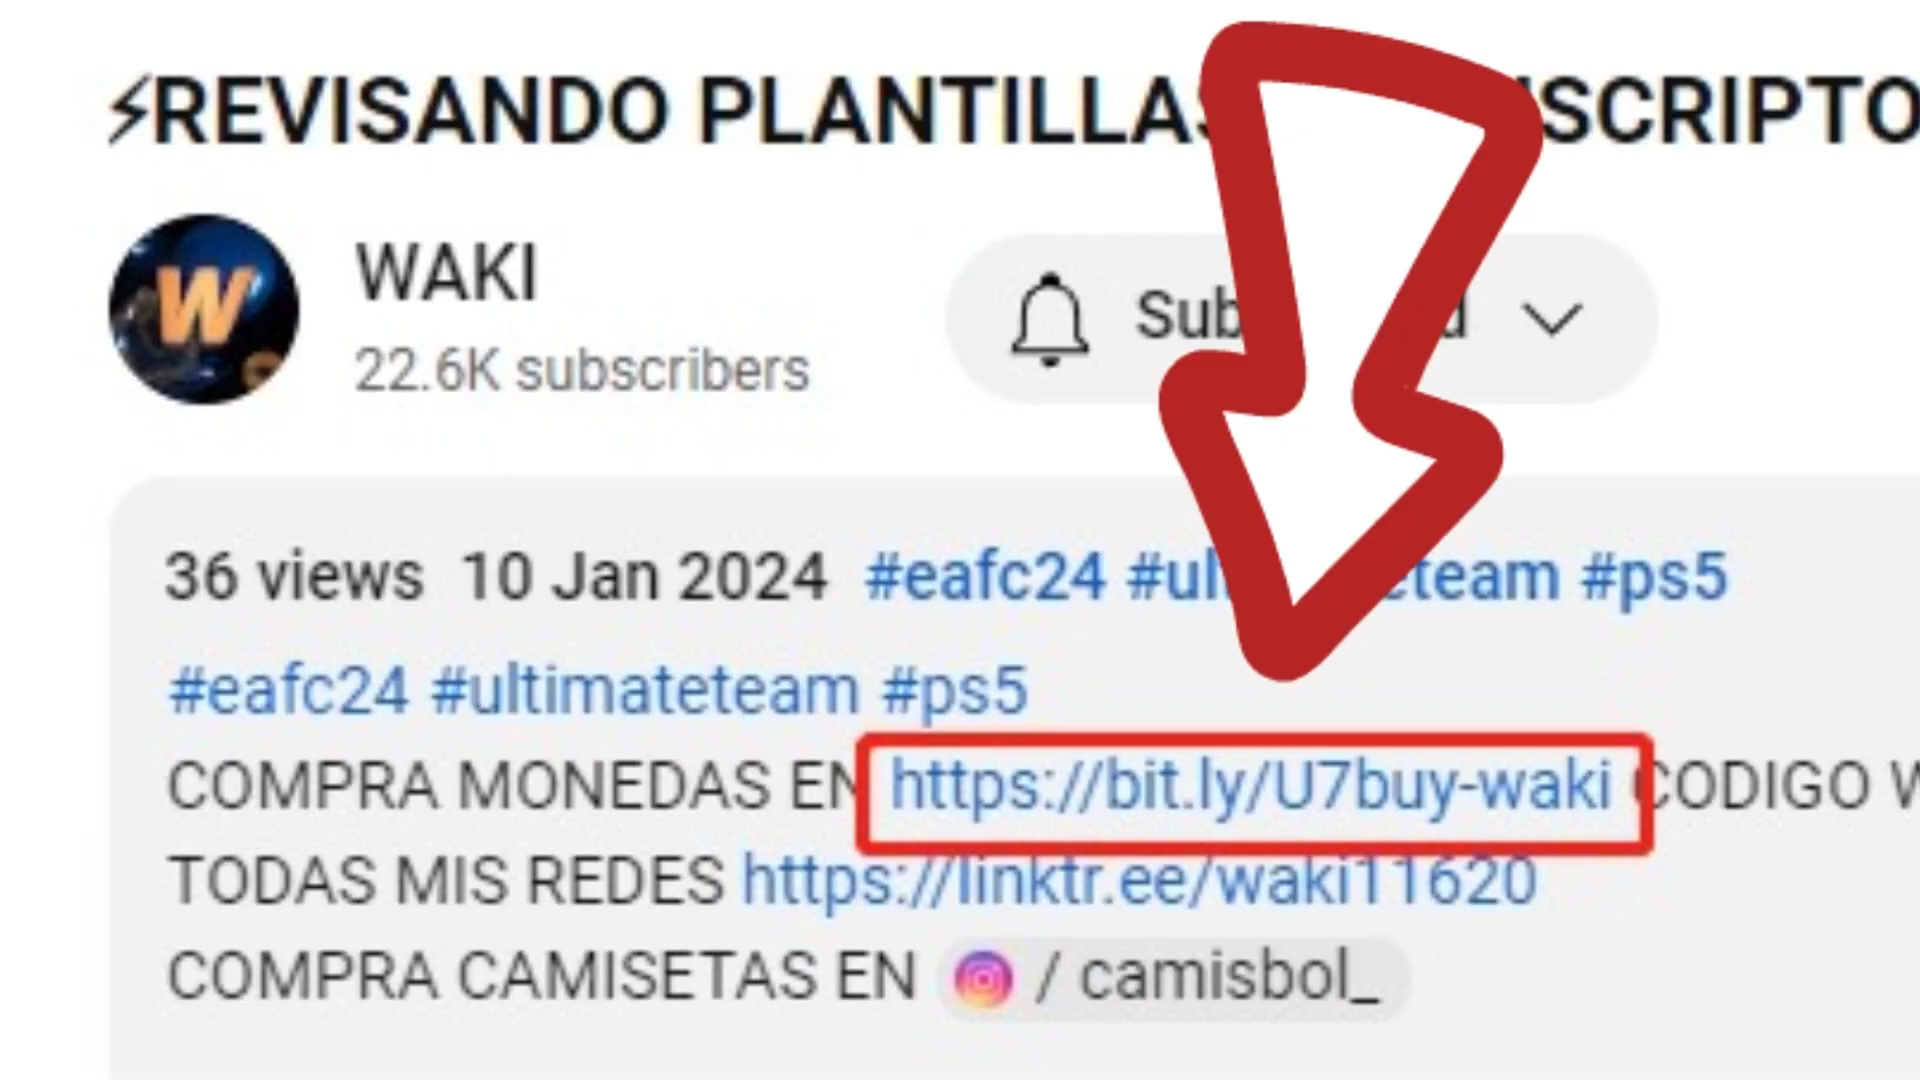 ⚡REVISANDO PLANTILLAS SCRIPTO
W
WAKI
22.6K subscribers
36 views 10 Jan 2024 #eafc24 #ul eteam #ps5
#eafc24 #ultimateteam #ps5
COMPRA MONEDAS EN https://bit.ly/U7buy-waki CODIGO W
TODAS MIS REDES https://linktr.ee/waki11620
COMPRA CAMISETAS EN / camisbol_